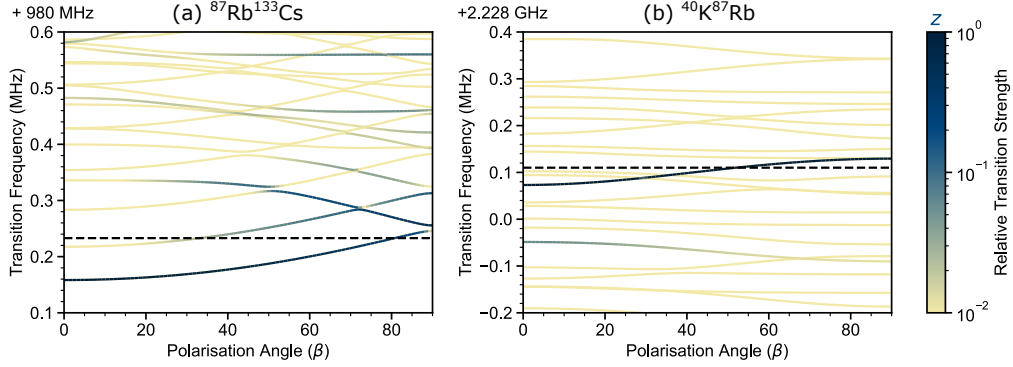 + 980 MHz
(a) ⁸⁷Rb¹³³Cs
Transition Frequency (MHz)
0.6
0.5
0.4
0.3
0.2
0.1
0
20
40
60
80
Polarisation Angle (β)
+2.228 GHz
(b) ⁴⁰K⁸⁷Rb
Transition Frequency (MHz)
0.4
0.3
0.2
0.1
0.0
−0.1
−0.2
0
20
40
60
80
Polarisation Angle (β)
z
10⁰
10⁻¹
10⁻²
Relative Transition Strength